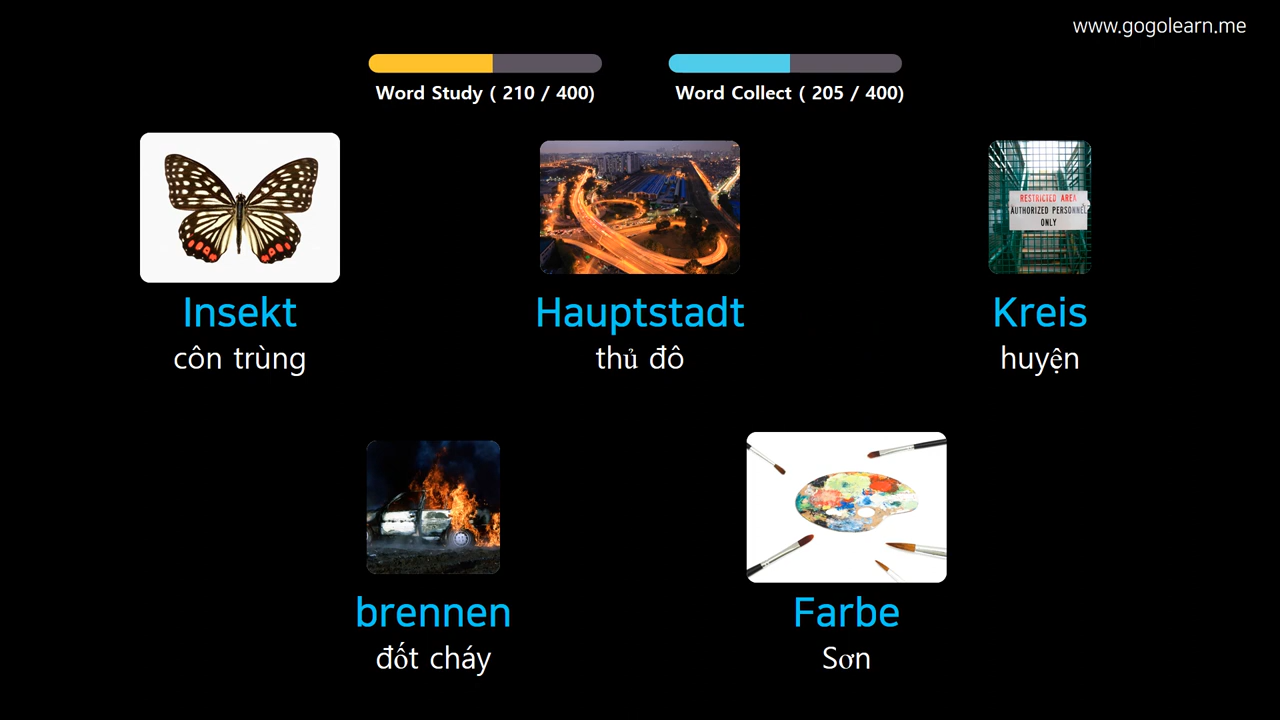 www.gogolearn.me
Word Study ( 210 / 400)
Word Collect ( 205 / 400)
RESTRICTED AREA
AUTHORIZED PERSONNEL
ONLY
Insekt
Hauptstadt
Kreis
côn trùng
thủ đô
huyện
brennen
Farbe
đốt cháy
Sơn